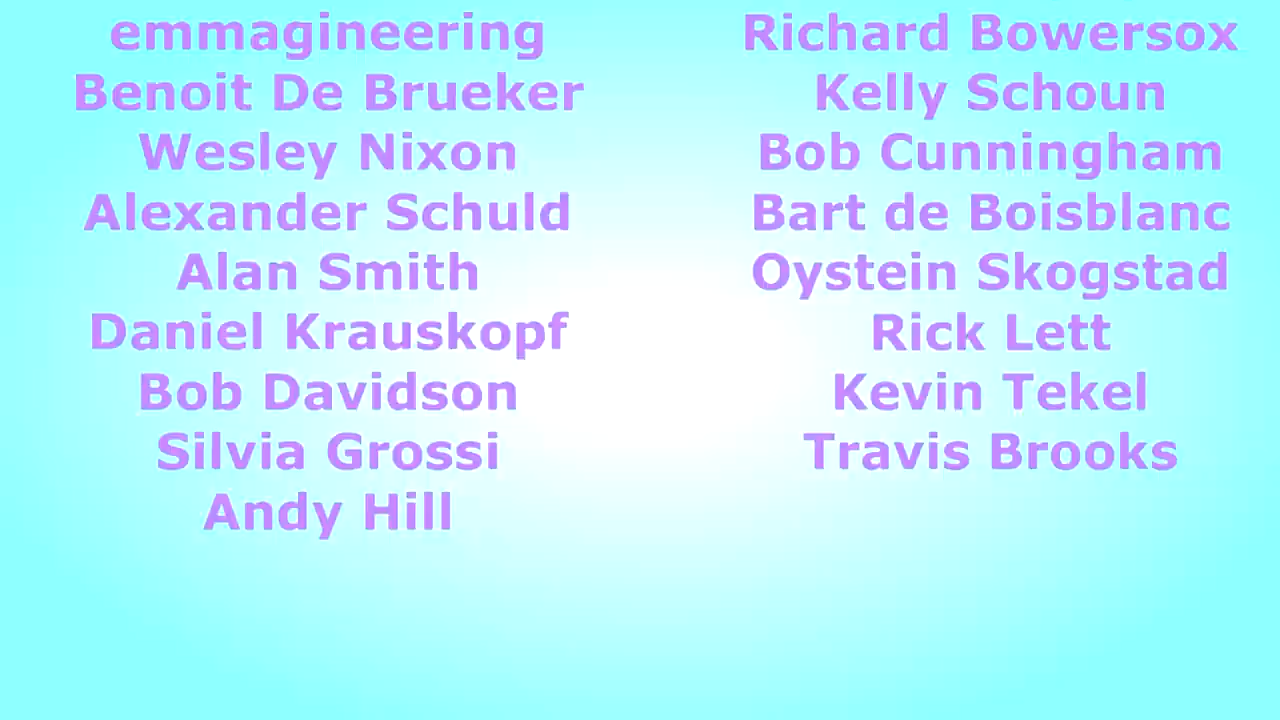 emmagineering
Benoit De Brueker
Wesley Nixon
Alexander Schuld
Alan Smith
Daniel Krauskopf
Bob Davidson
Silvia Grossi
Andy Hill
Richard Bowersox
Kelly Schoun
Bob Cunningham
Bart de Boisblanc
Oystein Skogstad
Rick Lett
Kevin Tekel
Travis Brooks